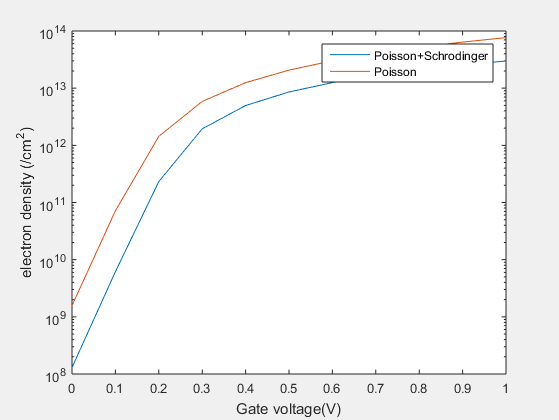 10^14
Poisson+Schrodinger
Poisson
10^13
10^12
10^11
10^10
10^9
10^8
electron density (/cm^2)
0 0.1 0.2 0.3 0.4 0.5 0.6 0.7 0.8 0.9 1
Gate voltage(V)